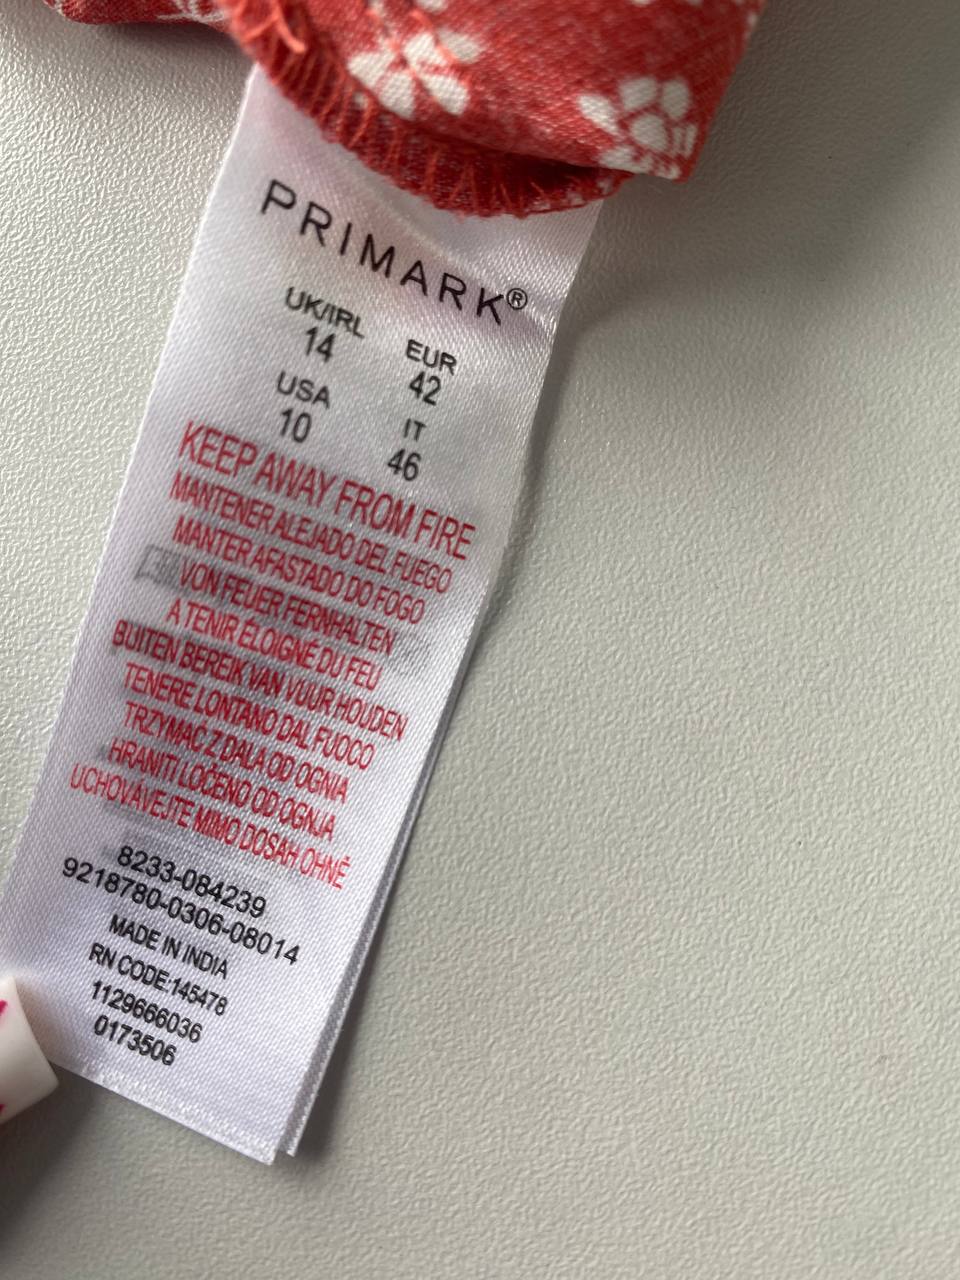 PRIMARK®
UK/IRL EUR
14 42
USA IT
10 46
KEEP AWAY FROM FIRE
MANTENER ALEJADO DEL FUEGO
MANTER AFASTADO DO FOGO
VON FEUER FERNHALTEN
A TENIR ÉLOIGNÉ DU FEU
BUITEN BEREIK VAN VUUR HOUDEN
TENERE LONTANO DAL FUOCO
TRZYMAĆ Z DALA OD OGNIA
HRANITI LOČENO OD OGNJA
UCHOVÁVEJTE MIMO DOSAH OHNĚ
8233-084239
9218780-0306-08014
MADE IN INDIA
RN CODE:145478
1129666036
0173506